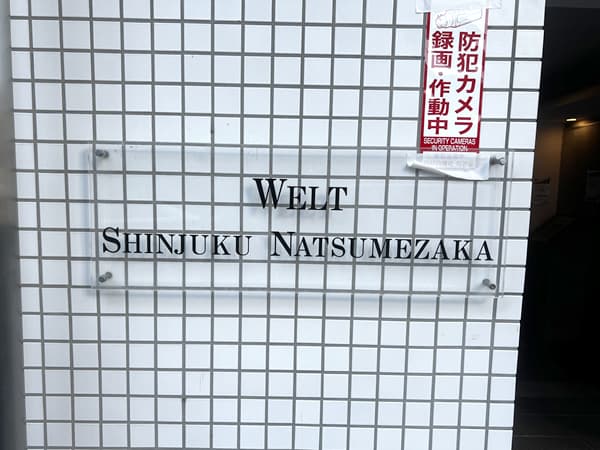 防犯カメラ
録画・作動中
SECURITY CAMERAS
IN OPERATION
WELT
SHINJUKU NATSUMEZAKA